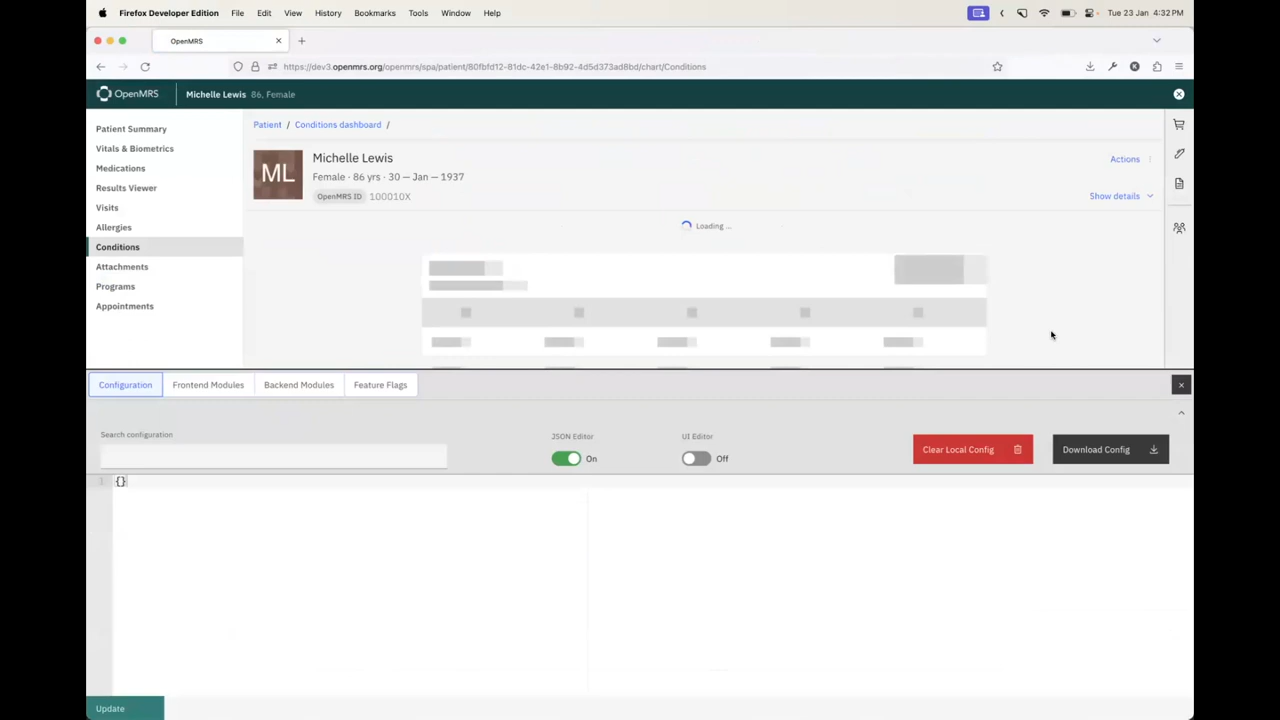 Firefox Developer Edition File Edit View History Bookmarks Tools Window Help Tue 23 Jan 4:32 PM
OpenMRS
https://dev3.openmrs.org/openmrs/spa/patient/80fbfd12-81dc-42e1-8b92-4d5d373ad8bd/chart/Conditions
OpenMRS Michelle Lewis 86, Female
Patient Summary
Vitals & Biometrics
Medications
Results Viewer
Visits
Allergies
Conditions
Attachments
Programs
Appointments
Patient / Conditions dashboard /
ML
Michelle Lewis
Female · 86 yrs · 30 — Jan — 1937
OpenMRS ID 100010X
Actions
Show details
Loading ...
Configuration Frontend Modules Backend Modules Feature Flags
Search configuration
JSON Editor
On
UI Editor
Off
Clear Local Config
Download Config
1 {}
Update